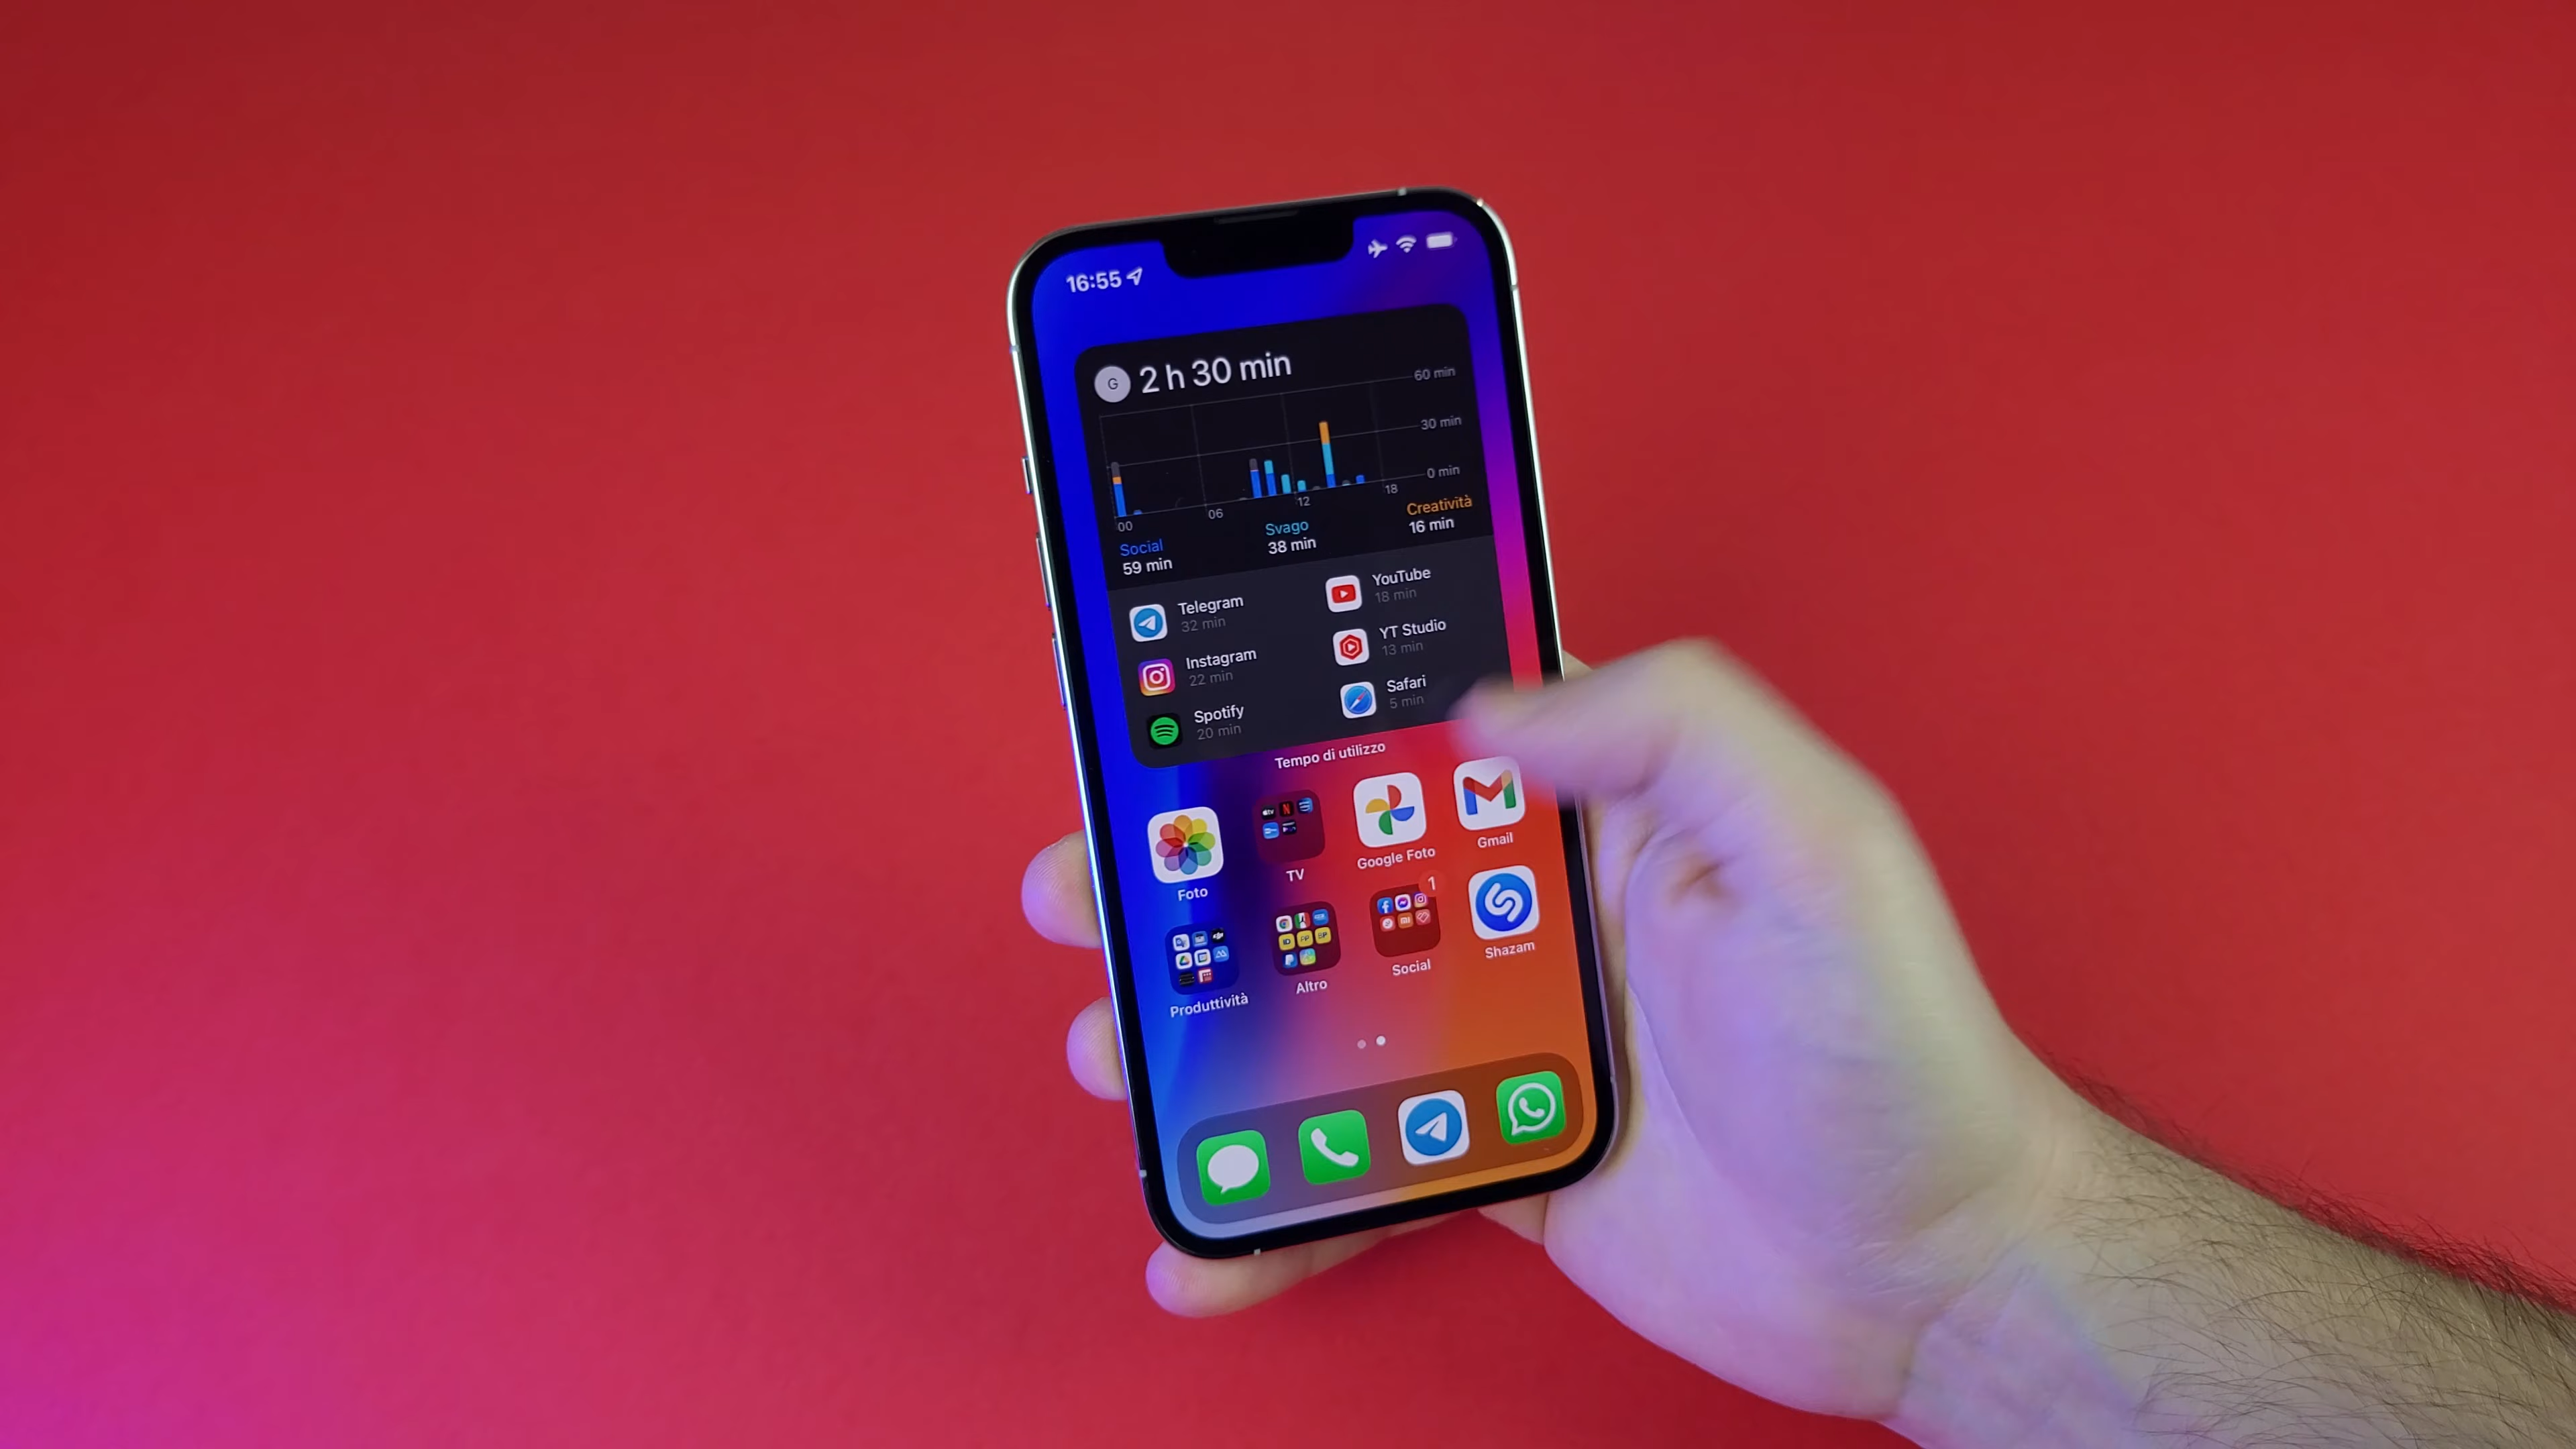 16:55
G 2 h 30 min
60 min
30 min
0 min
00 06 12 18
Social Svago Creatività
59 min 38 min 16 min
Telegram YouTube
32 min 18 min
Instagram YT Studio
22 min 13 min
Spotify Safari
20 min 5 min
Tempo di utilizzo
Foto TV Google Foto Gmail
1
Produttività Altro Social Shazam